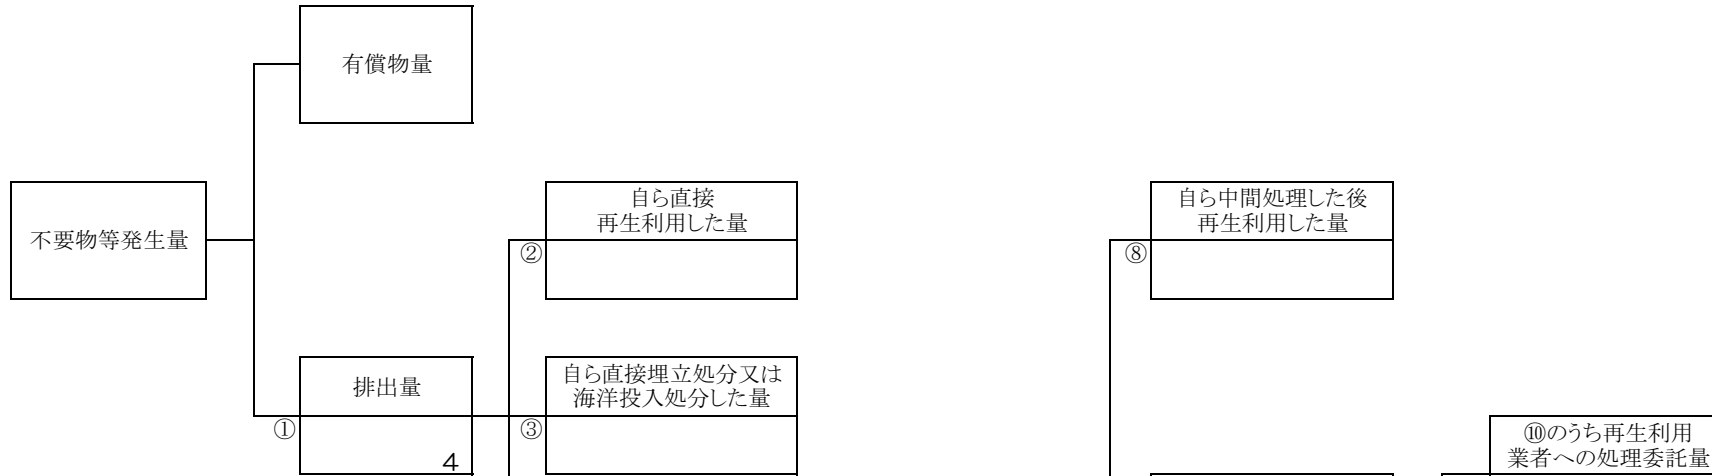 有償物量
不要物等発生量
自ら直接
再生利用した量
②
自ら中間処理した後
再生利用した量
⑧
排出量
①
4
自ら直接埋立処分又は
海洋投入処分した量
③
⑩のうち再生利用
業者への処理委託量